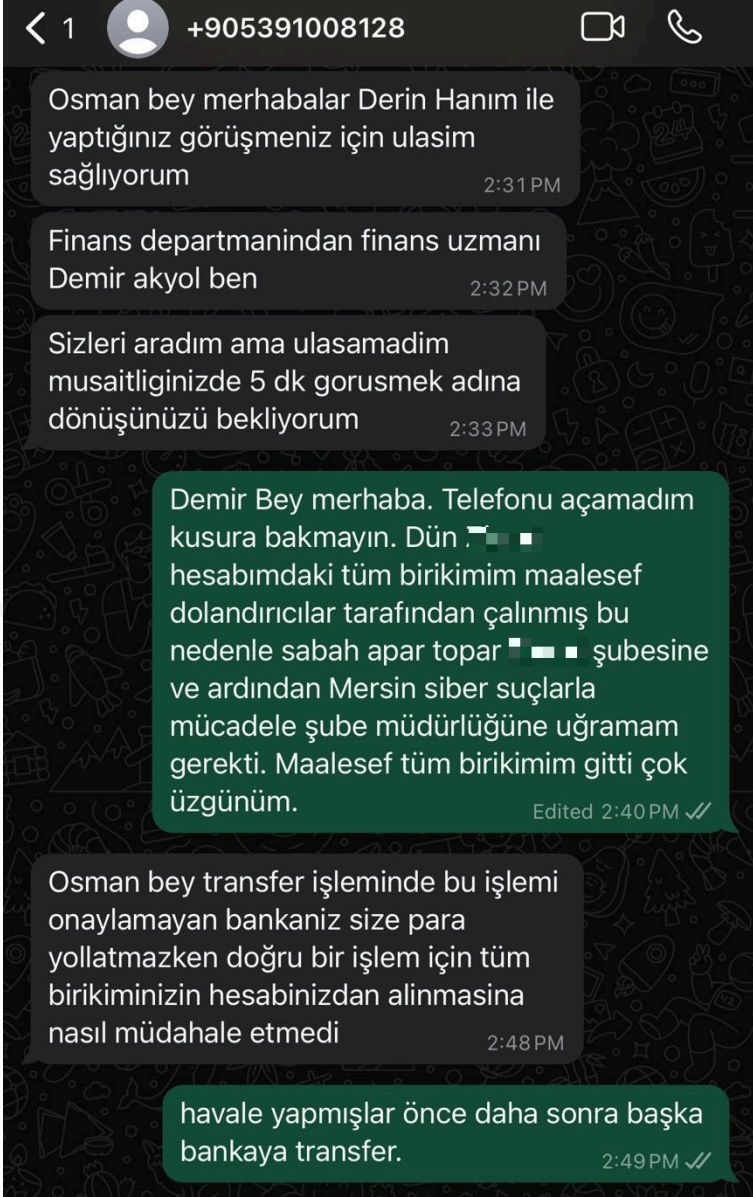 1
+905391008128
Osman bey merhabalar Derin Hanım ile
yaptığınız görüşmeniz için ulasim
sağlıyorum
2:31 PM
Finans departmanindan finans uzmanı
Demir akyol ben
2:32 PM
Sizleri aradım ama ulasamadim
musaitliginizde 5 dk gorusmek adına
dönüşünüzü bekliyorum
2:33 PM
Demir Bey merhaba. Telefonu açamadım
kusura bakmayın. Dün
hesabımdaki tüm birikimim maalesef
dolandırıcılar tarafından çalınmış bu
nedenle sabah apar topar şubesine
ve ardından Mersin siber suçlarla
mücadele şube müdürlüğüne uğramam
gerekti. Maalesef tüm birikimim gitti çok
üzgünüm.
Edited 2:40 PM
Osman bey transfer işleminde bu işlemi
onaylamayan bankaniz size para
yollatmazken doğru bir işlem için tüm
birikiminizin hesabinizdan alinmasina
nasıl müdahale etmedi
2:48 PM
havale yapmışlar önce daha sonra başka
bankaya transfer.
2:49 PM